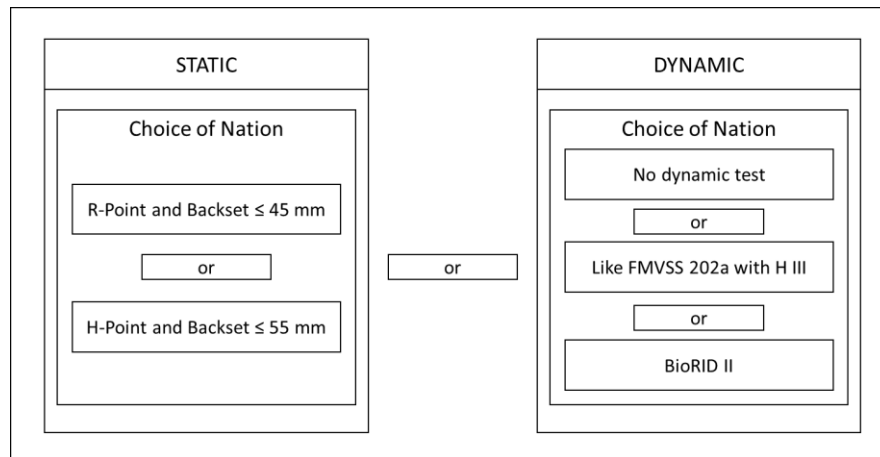 STATIC
Choice of Nation
R-Point and Backset ≤ 45 mm
or
H-Point and Backset ≤ 55 mm
or
DYNAMIC
Choice of Nation
No dynamic test
or
Like FMVSS 202a with H III
or
BioRID II